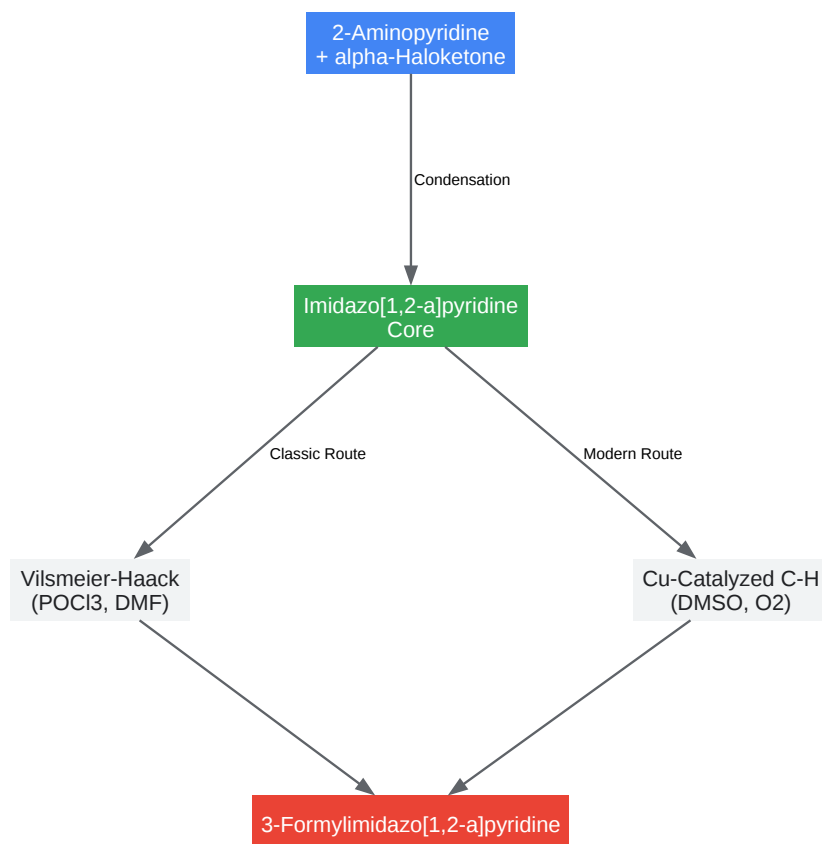 2-Aminopyridine
+ alpha-Haloketone
Condensation
Imidazo[1,2-a]pyridine
Core
Classic Route
Modern Route
Vilsmeier-Haack
(POCl3, DMF)
Cu-Catalyzed C-H
(DMSO, O2)
3-Formylimidazo[1,2-a]pyridine